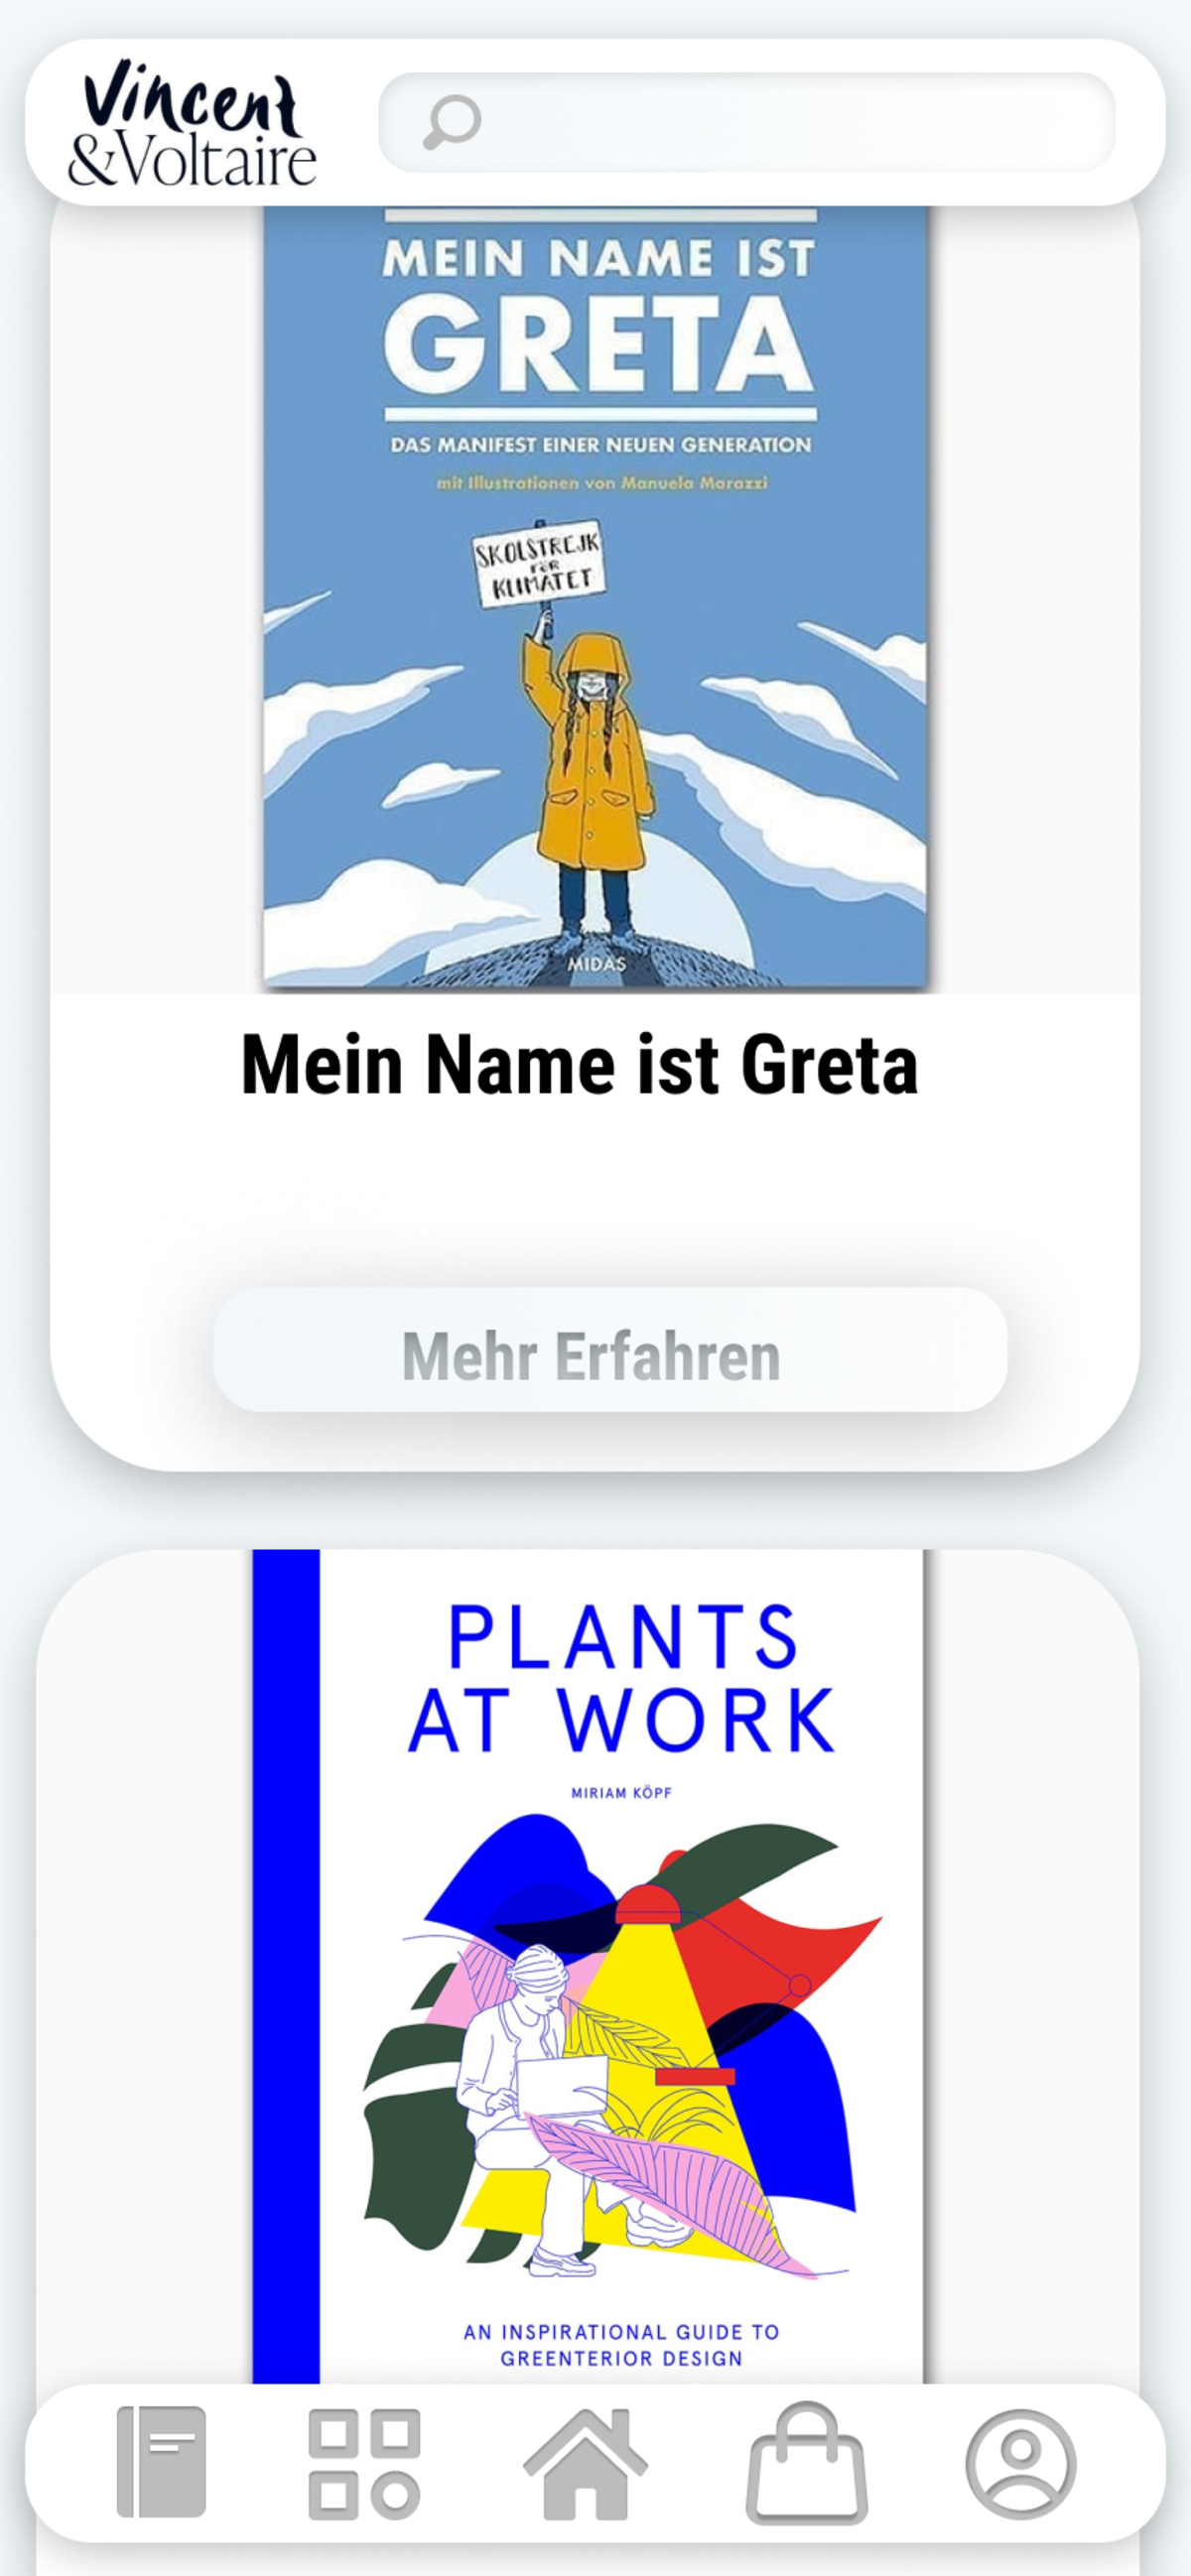 Vincent
&Voltaire
MEIN NAME IST
GRETA
DAS MANIFEST EINER NEUEN GENERATION
mit Illustrationen von Manuela Marazzi
SKOLSTREJK
FÖR
KLIMATET
MIDAS
Mein Name ist Greta
Mehr Erfahren
PLANTS
AT WORK
MIRIAM KÖPF
AN INSPIRATIONAL GUIDE TO
GREENTERIOR DESIGN